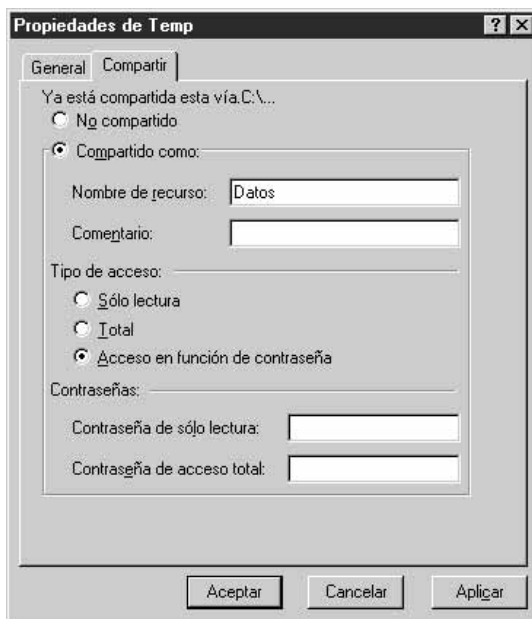 Propiedades de Temp
General Compartir
Ya está compartida esta vía.C:\...
No compartido
Compartido como:
Nombre de recurso: Datos
Comentario:
Tipo de acceso:
Sólo lectura
Total
Acceso en función de contraseña
Contraseñas:
Contraseña de sólo lectura:
Contraseña de acceso total:
Aceptar Cancelar Aplicar